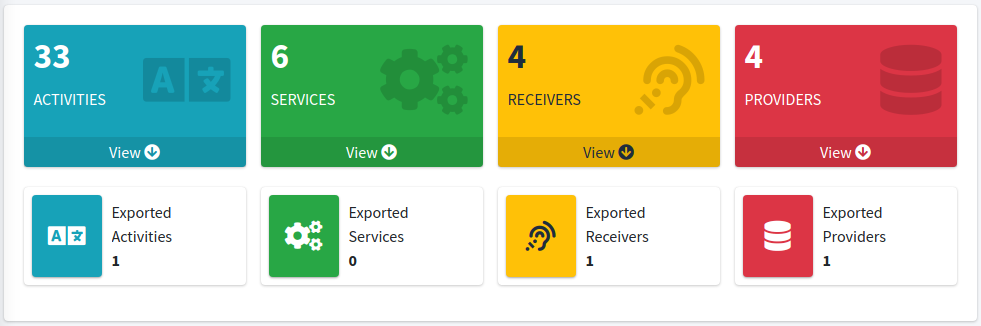 33
ACTIVITIES
View
6
SERVICES
View
4
RECEIVERS
View
4
PROVIDERS
View
Exported
Activities
1
Exported
Services
0
Exported
Receivers
1
Exported
Providers
1